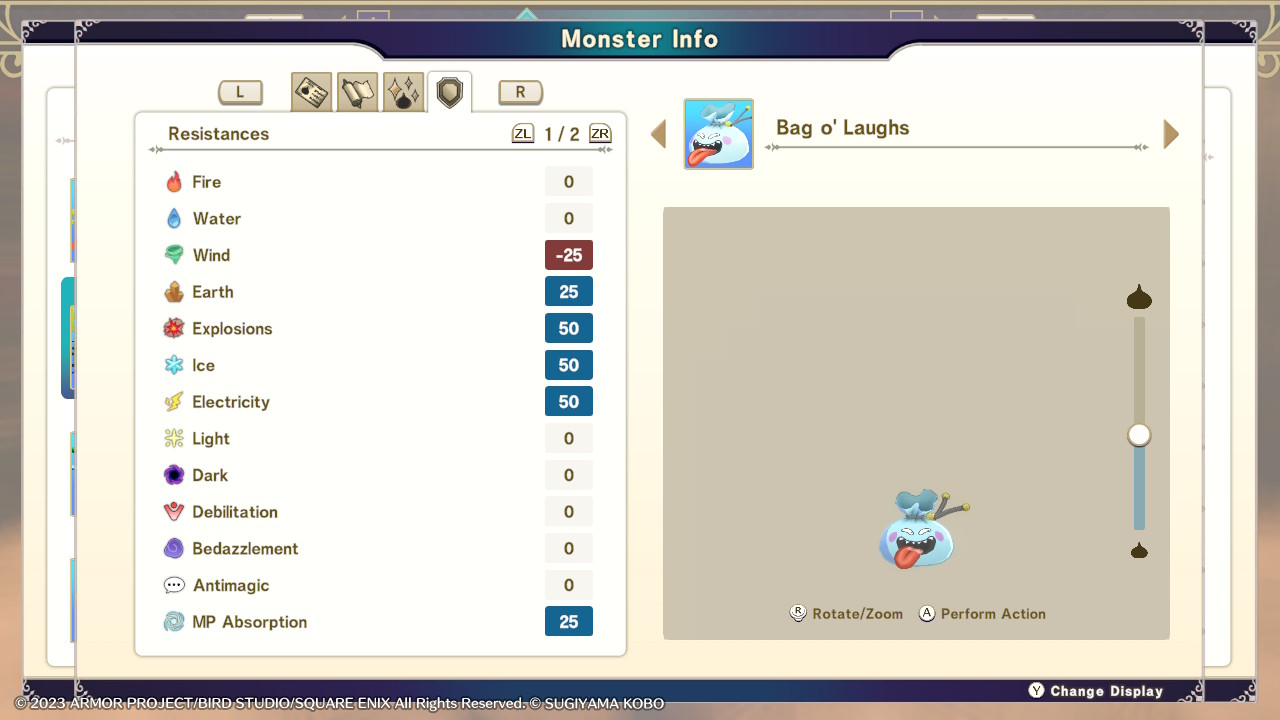 Monster Info
L
R
Resistances
ZL 1 / 2 ZR
Bag o' Laughs
Fire 0
Water 0
Wind -25
Earth 25
Explosions 50
Ice 50
Electricity 50
Light 0
Dark 0
Debilitation 0
Bedazzlement 0
Antimagic 0
MP Absorption 25
R Rotate/Zoom A Perform Action
Y Change Display
© 2023 ARMOR PROJECT/BIRD STUDIO/SQUARE ENIX All Rights Reserved. © SUGIYAMA KOBO